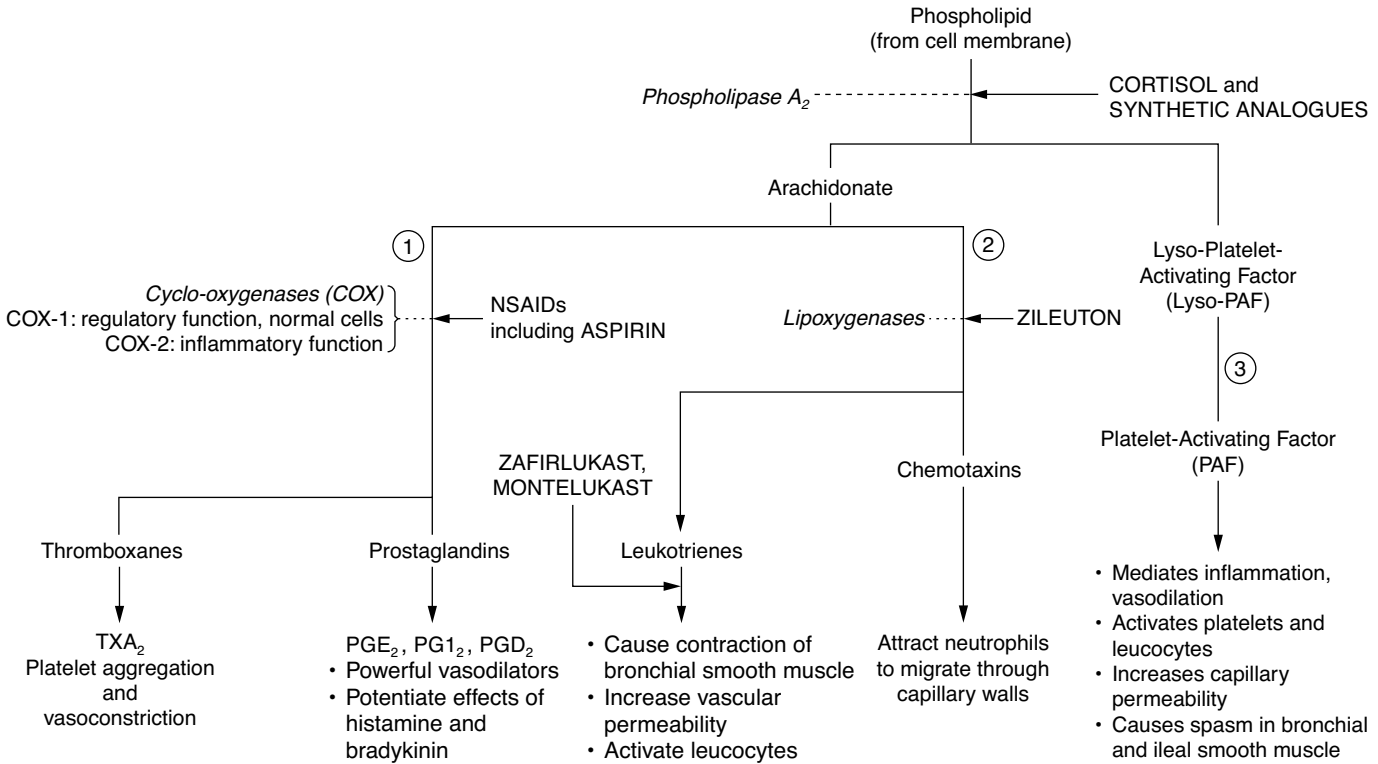 Phospholipid
(from cell membrane)
Phospholipase A₂
CORTISOL and
SYNTHETIC ANALOGUES
Arachidonate
1
2
Cyclo-oxygenases (COX)
COX-1: regulatory function, normal cells
COX-2: inflammatory function
NSAIDs
including ASPIRIN
Lipoxygenases
ZILEUTON
Lyso-Platelet-
Activating Factor
(Lyso-PAF)
3
Platelet-Activating Factor
(PAF)
ZAFIRLUKAST,
MONTELUKAST
Chemotaxins
Thromboxanes
Prostaglandins
Leukotrienes
TXA₂
Platelet aggregation
and
vasoconstriction
PGE₂, PG1₂, PGD₂
• Powerful vasodilators
• Potentiate effects of
histamine and
bradykinin
• Cause contraction of
bronchial smooth muscle
• Increase vascular
permeability
• Activate leucocytes
Attract neutrophils
to migrate through
capillary walls
• Mediates inflammation,
vasodilation
• Activates platelets and
leucocytes
• Increases capillary
permeability
• Causes spasm in bronchial
and ileal smooth muscle